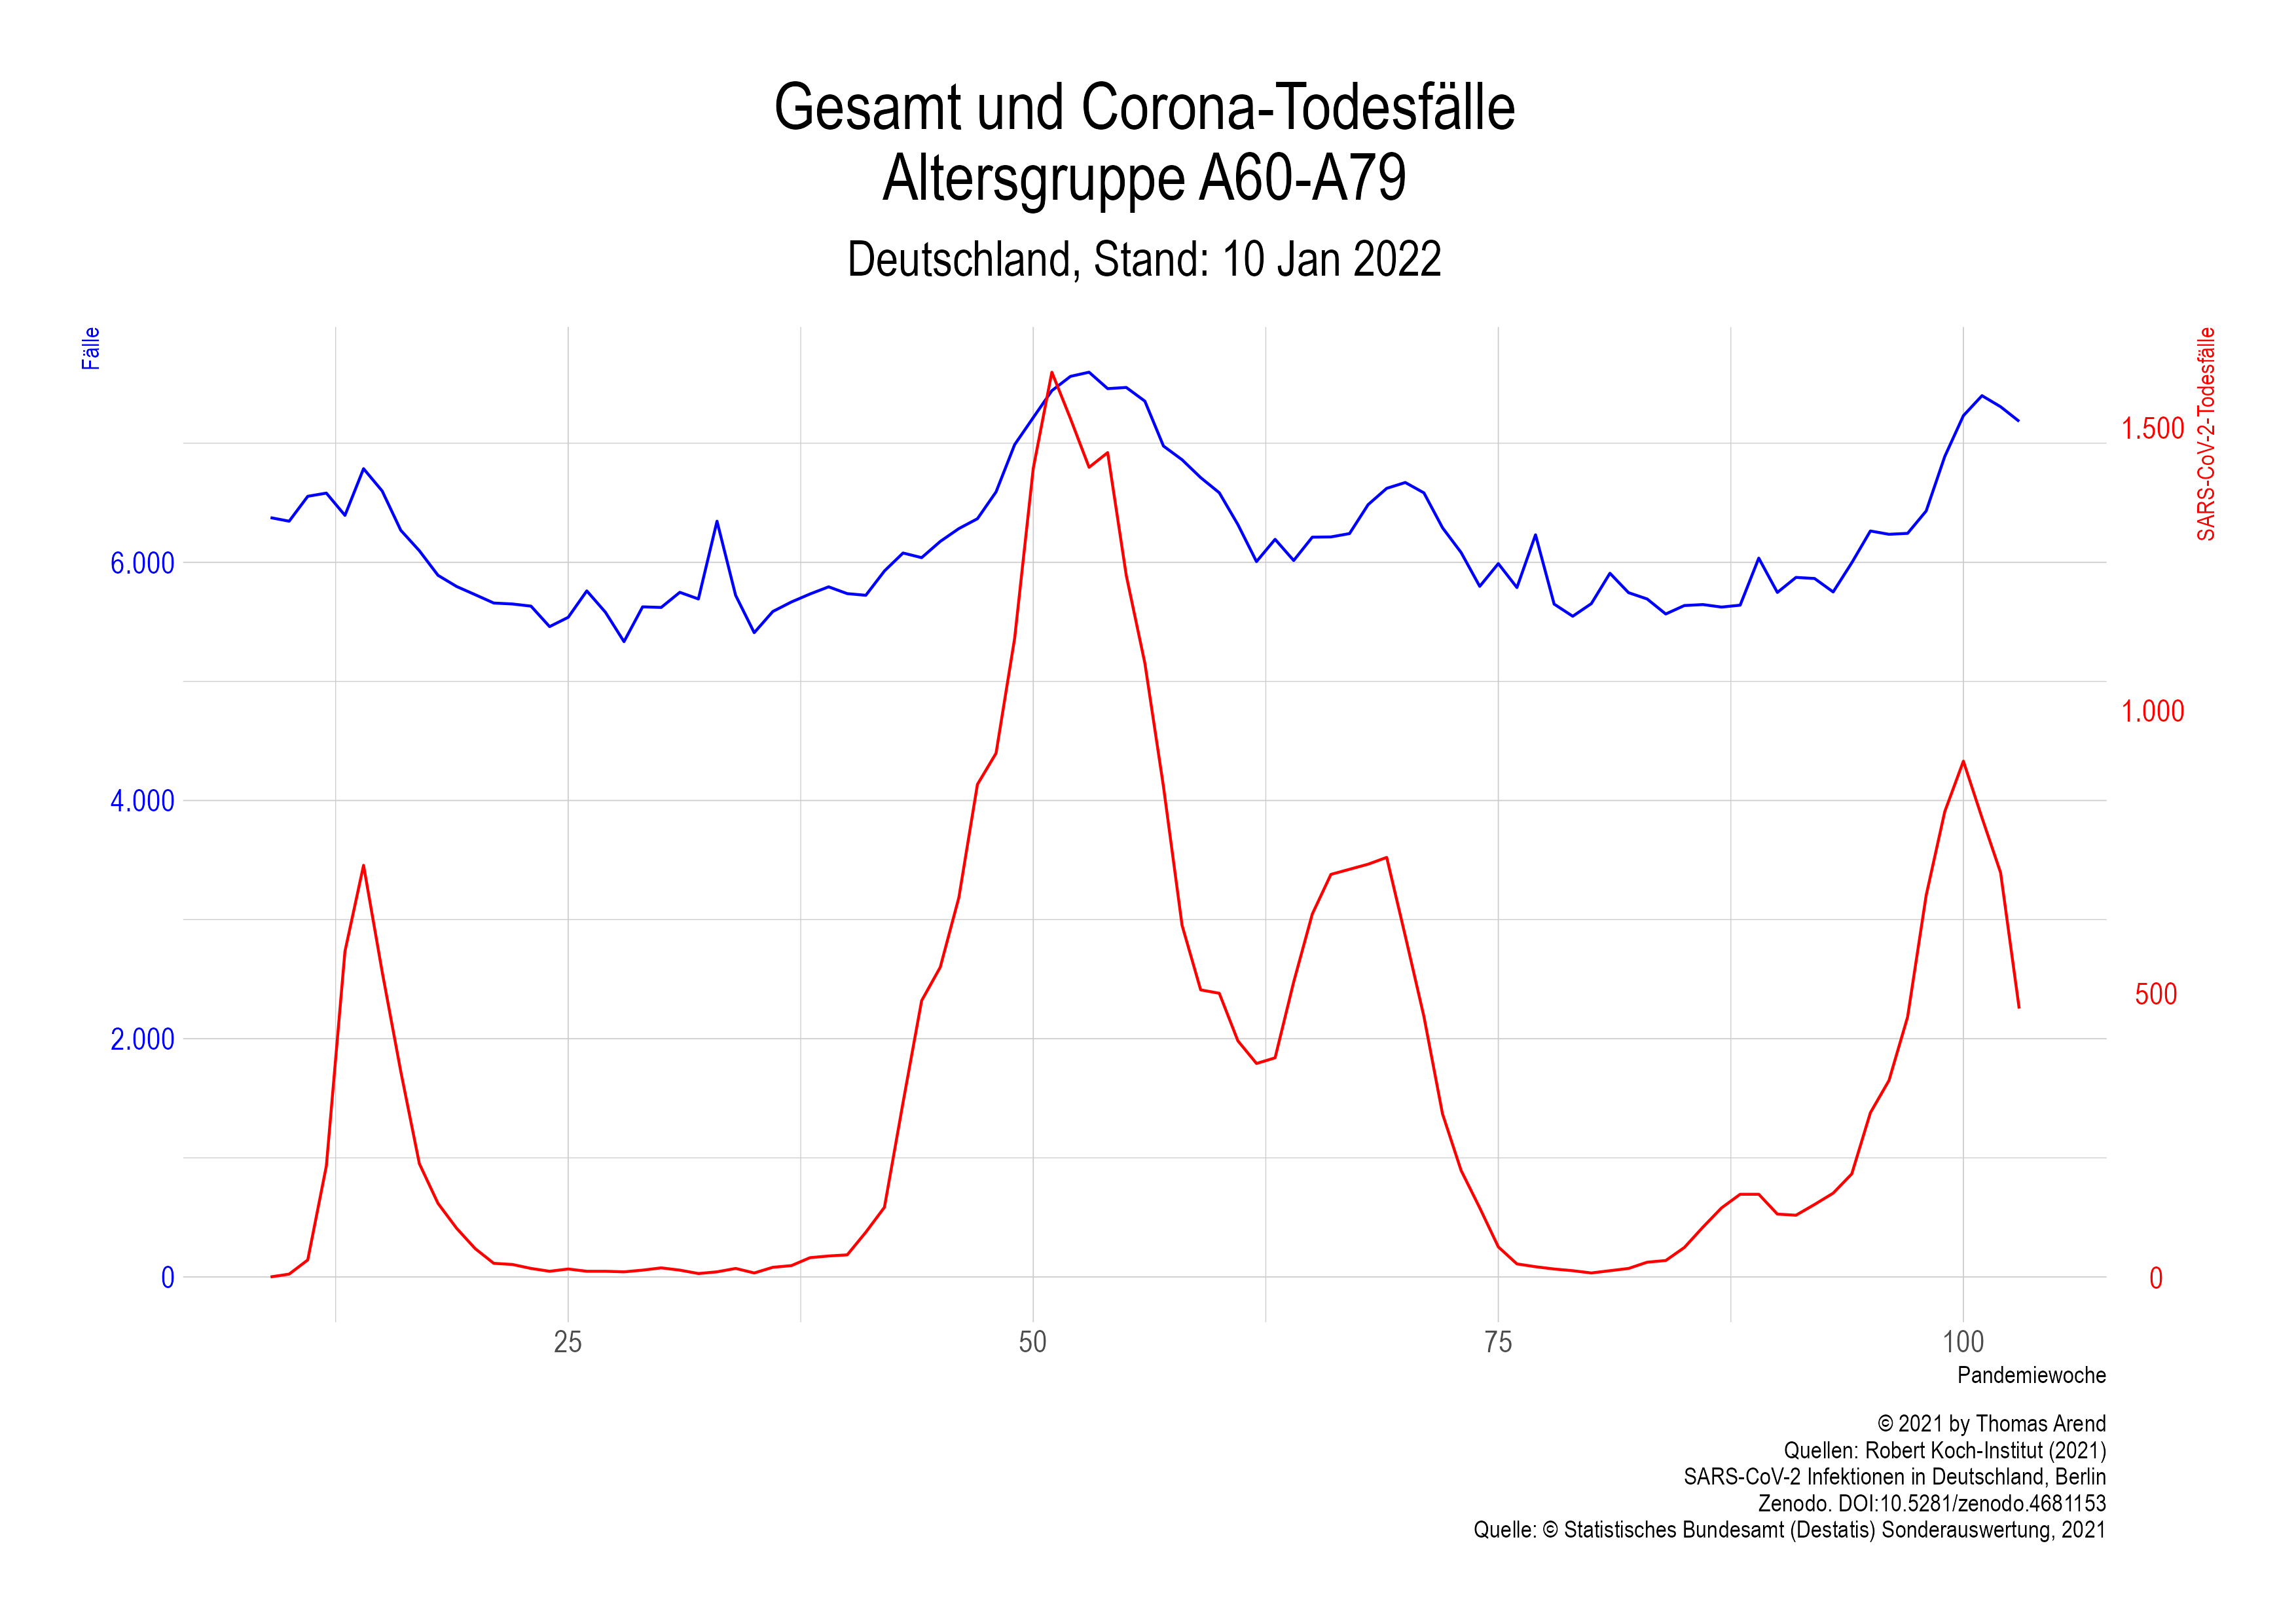 Gesamt und Corona-Todesfälle
Altersgruppe A60-A79
Deutschland, Stand: 10 Jan 2022
Fälle
SARS-CoV-2-Todesfälle
6.000
4.000
2.000
0
1.500
1.000
500
0
25
50
75
100
Pandemiewoche
© 2021 by Thomas Arend
Quellen: Robert Koch-Institut (2021)
SARS-CoV-2 Infektionen in Deutschland, Berlin
Zenodo. DOI:10.5281/zenodo.4681153
Quelle: © Statistisches Bundesamt (Destatis) Sonderauswertung, 2021